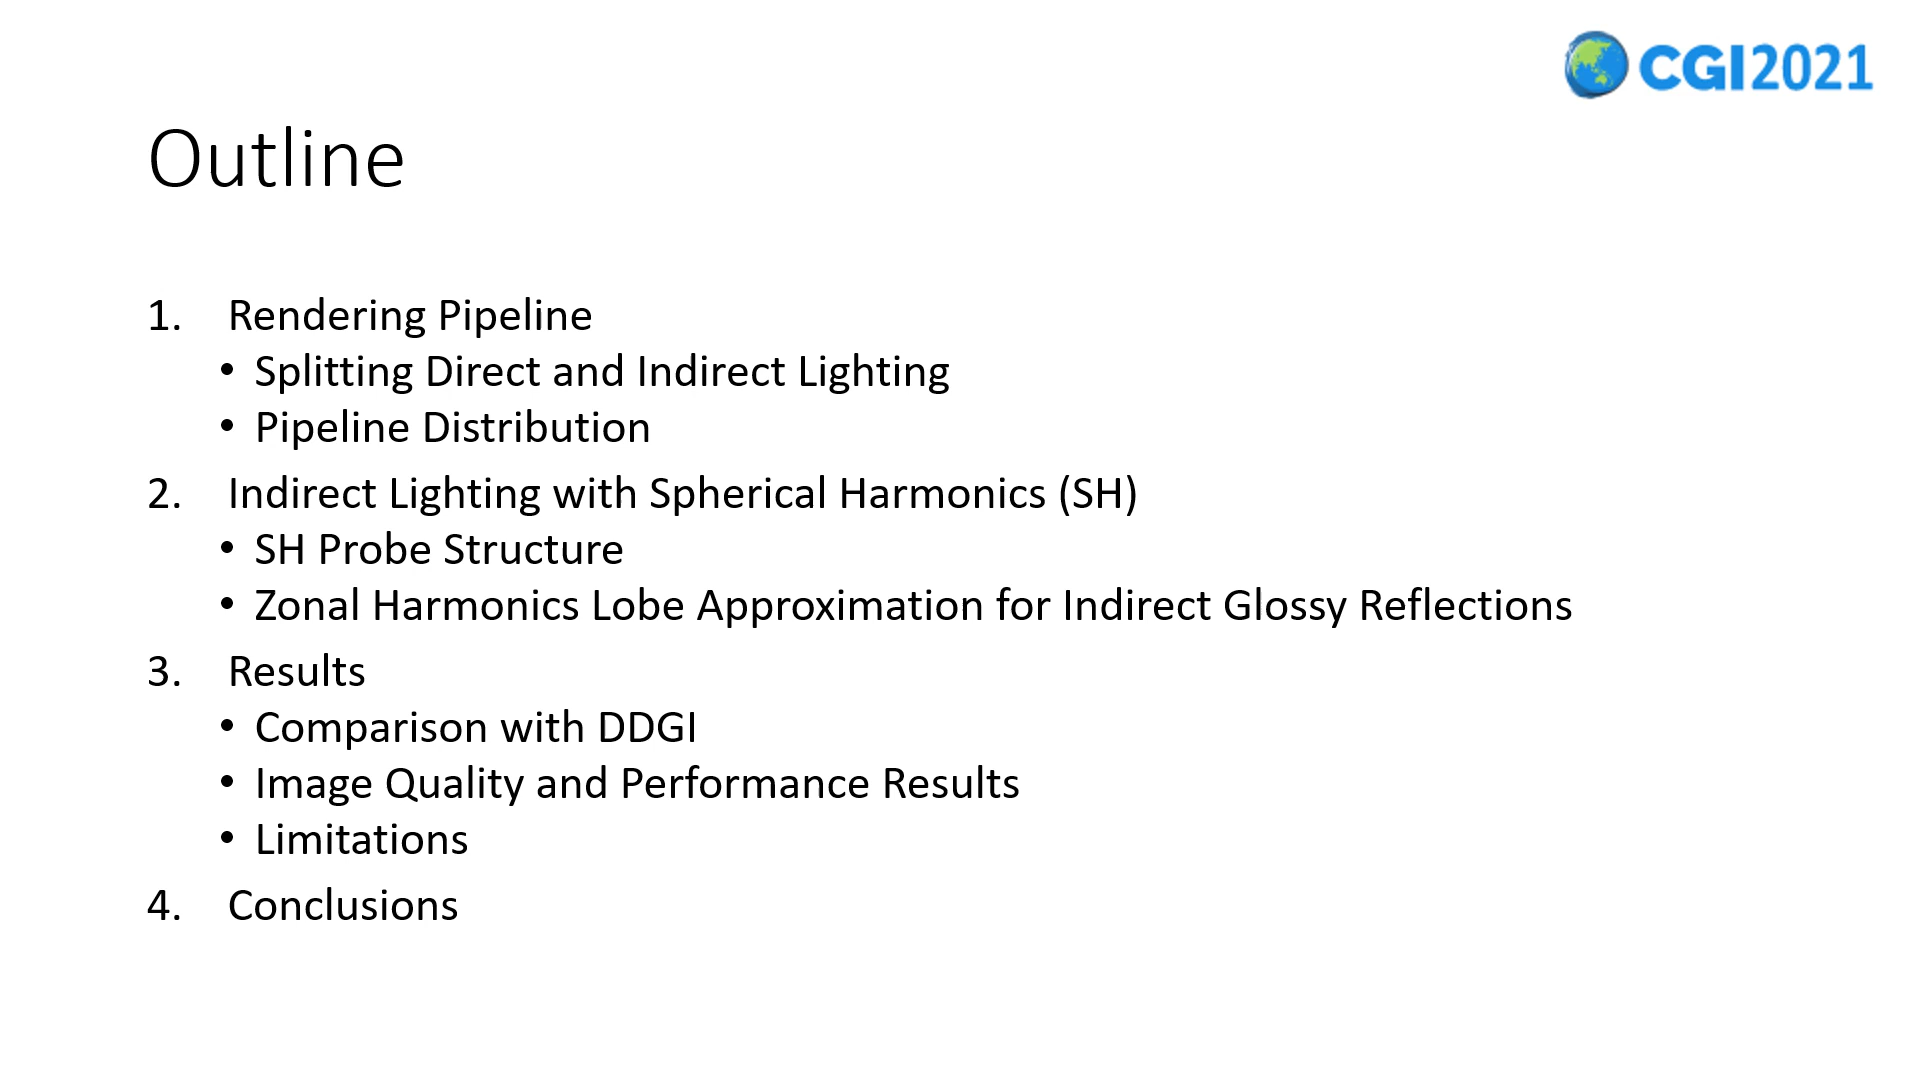 CGI2021
Outline
1. Rendering Pipeline
• Splitting Direct and Indirect Lighting
• Pipeline Distribution
2. Indirect Lighting with Spherical Harmonics (SH)
• SH Probe Structure
• Zonal Harmonics Lobe Approximation for Indirect Glossy Reflections
3. Results
• Comparison with DDGI
• Image Quality and Performance Results
• Limitations
4. Conclusions